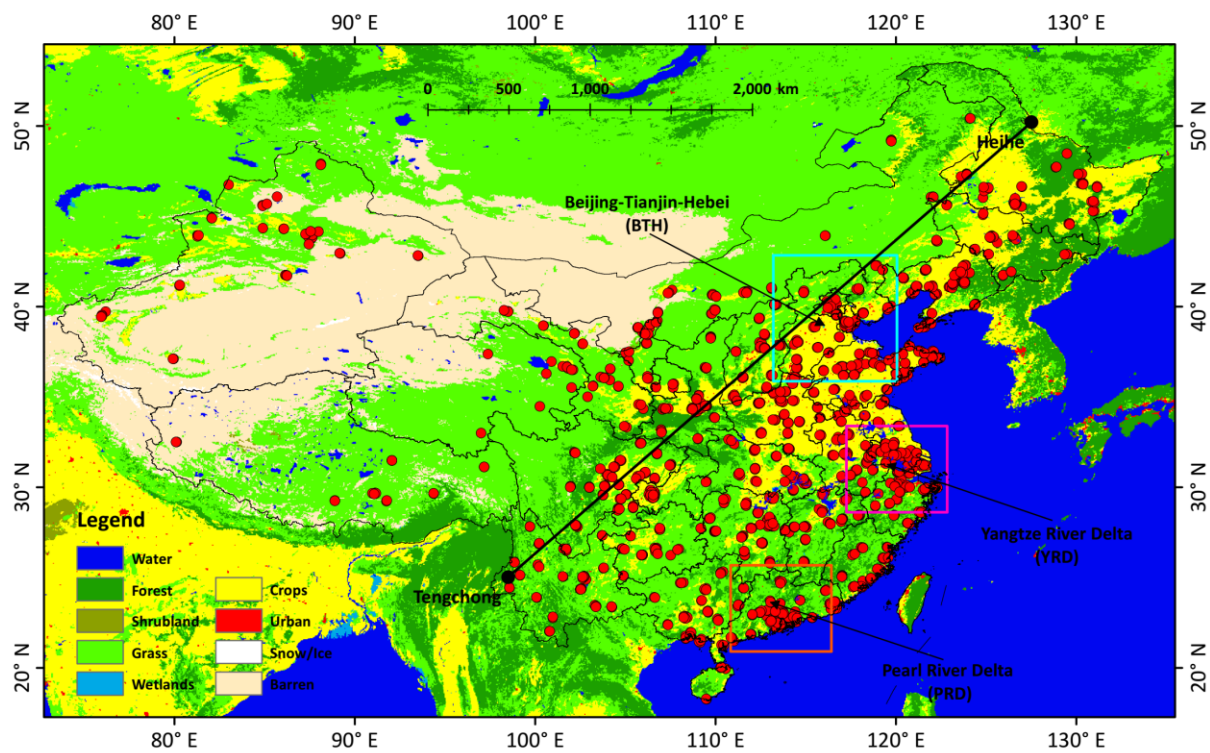 80° E 90° E 100° E 110° E 120° E 130° E
0 500 1,000 2,000 km
50° N
50° N
Heihe
Beijing-Tianjin-Hebei
(BTH)
40° N
40° N
30° N
30° N
Legend
Water
Forest
Crops
Shrubland
Urban
Grass
Snow/Ice
Wetlands
Barren
Tengchong
Yangtze River Delta
(YRD)
20° N
20° N
Pearl River Delta
(PRD)
80° E 90° E 100° E 110° E 120° E 130° E